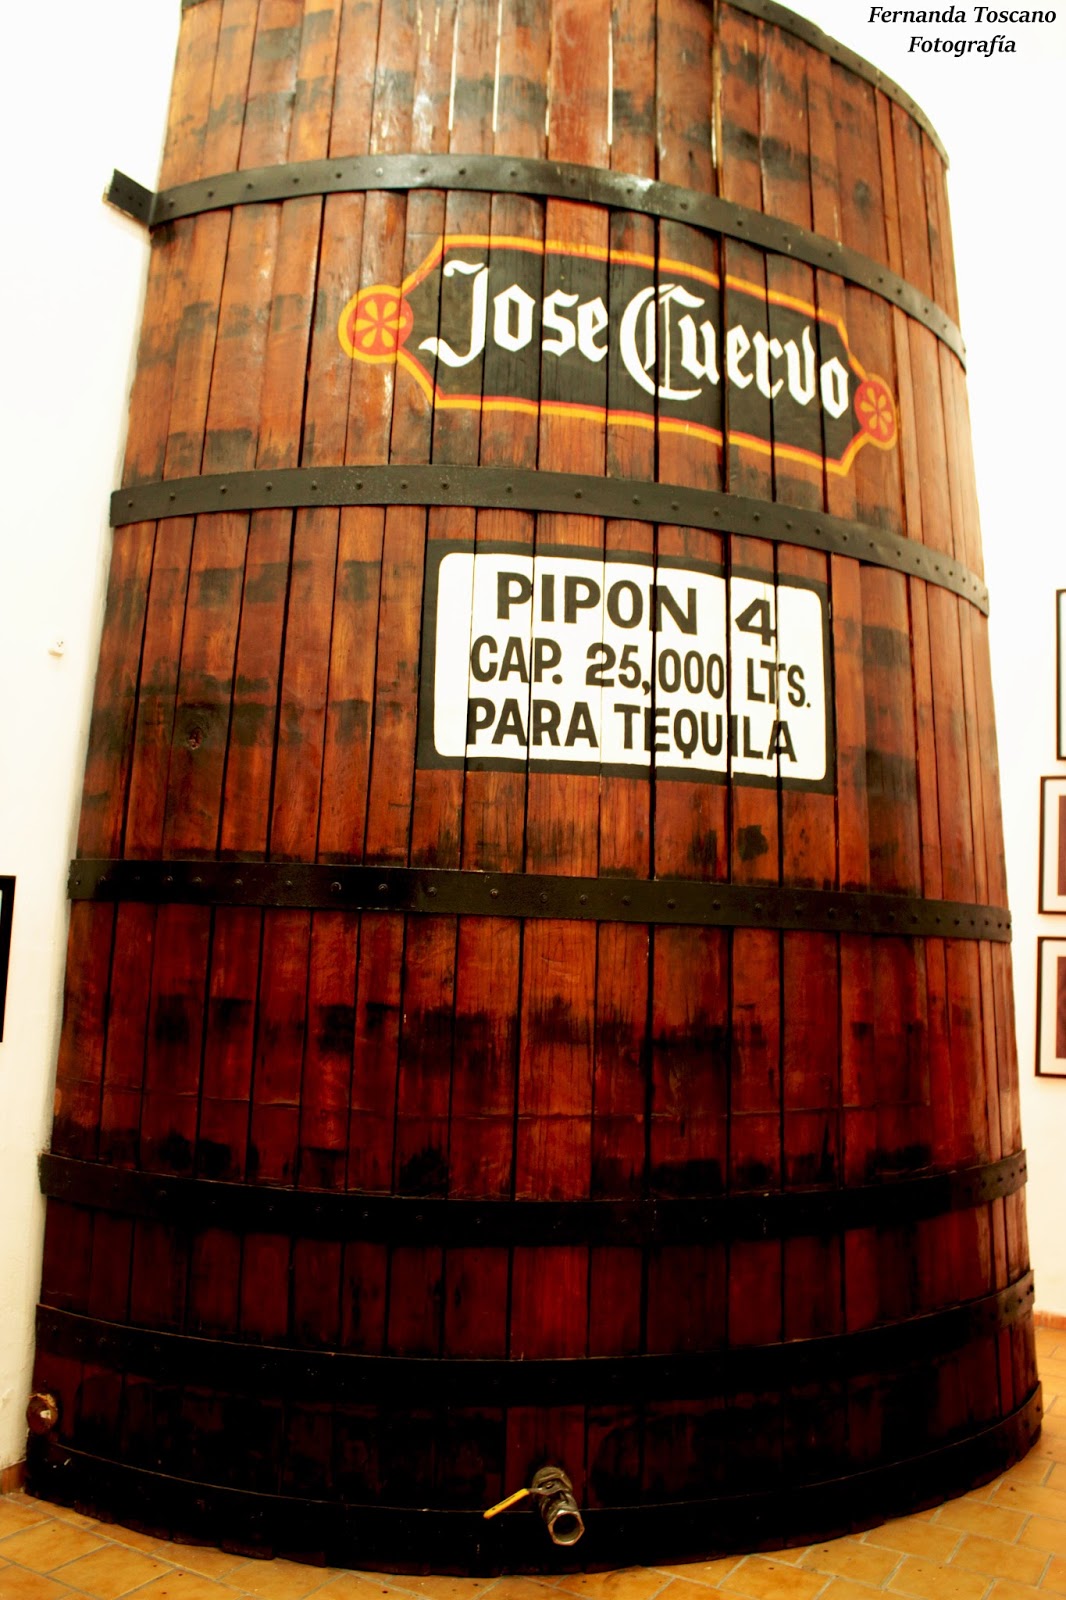 Fernanda Toscano
Fotografía
Jose Cuervo
PIPON 4
CAP. 25,000 LTS.
PARA TEQUILA